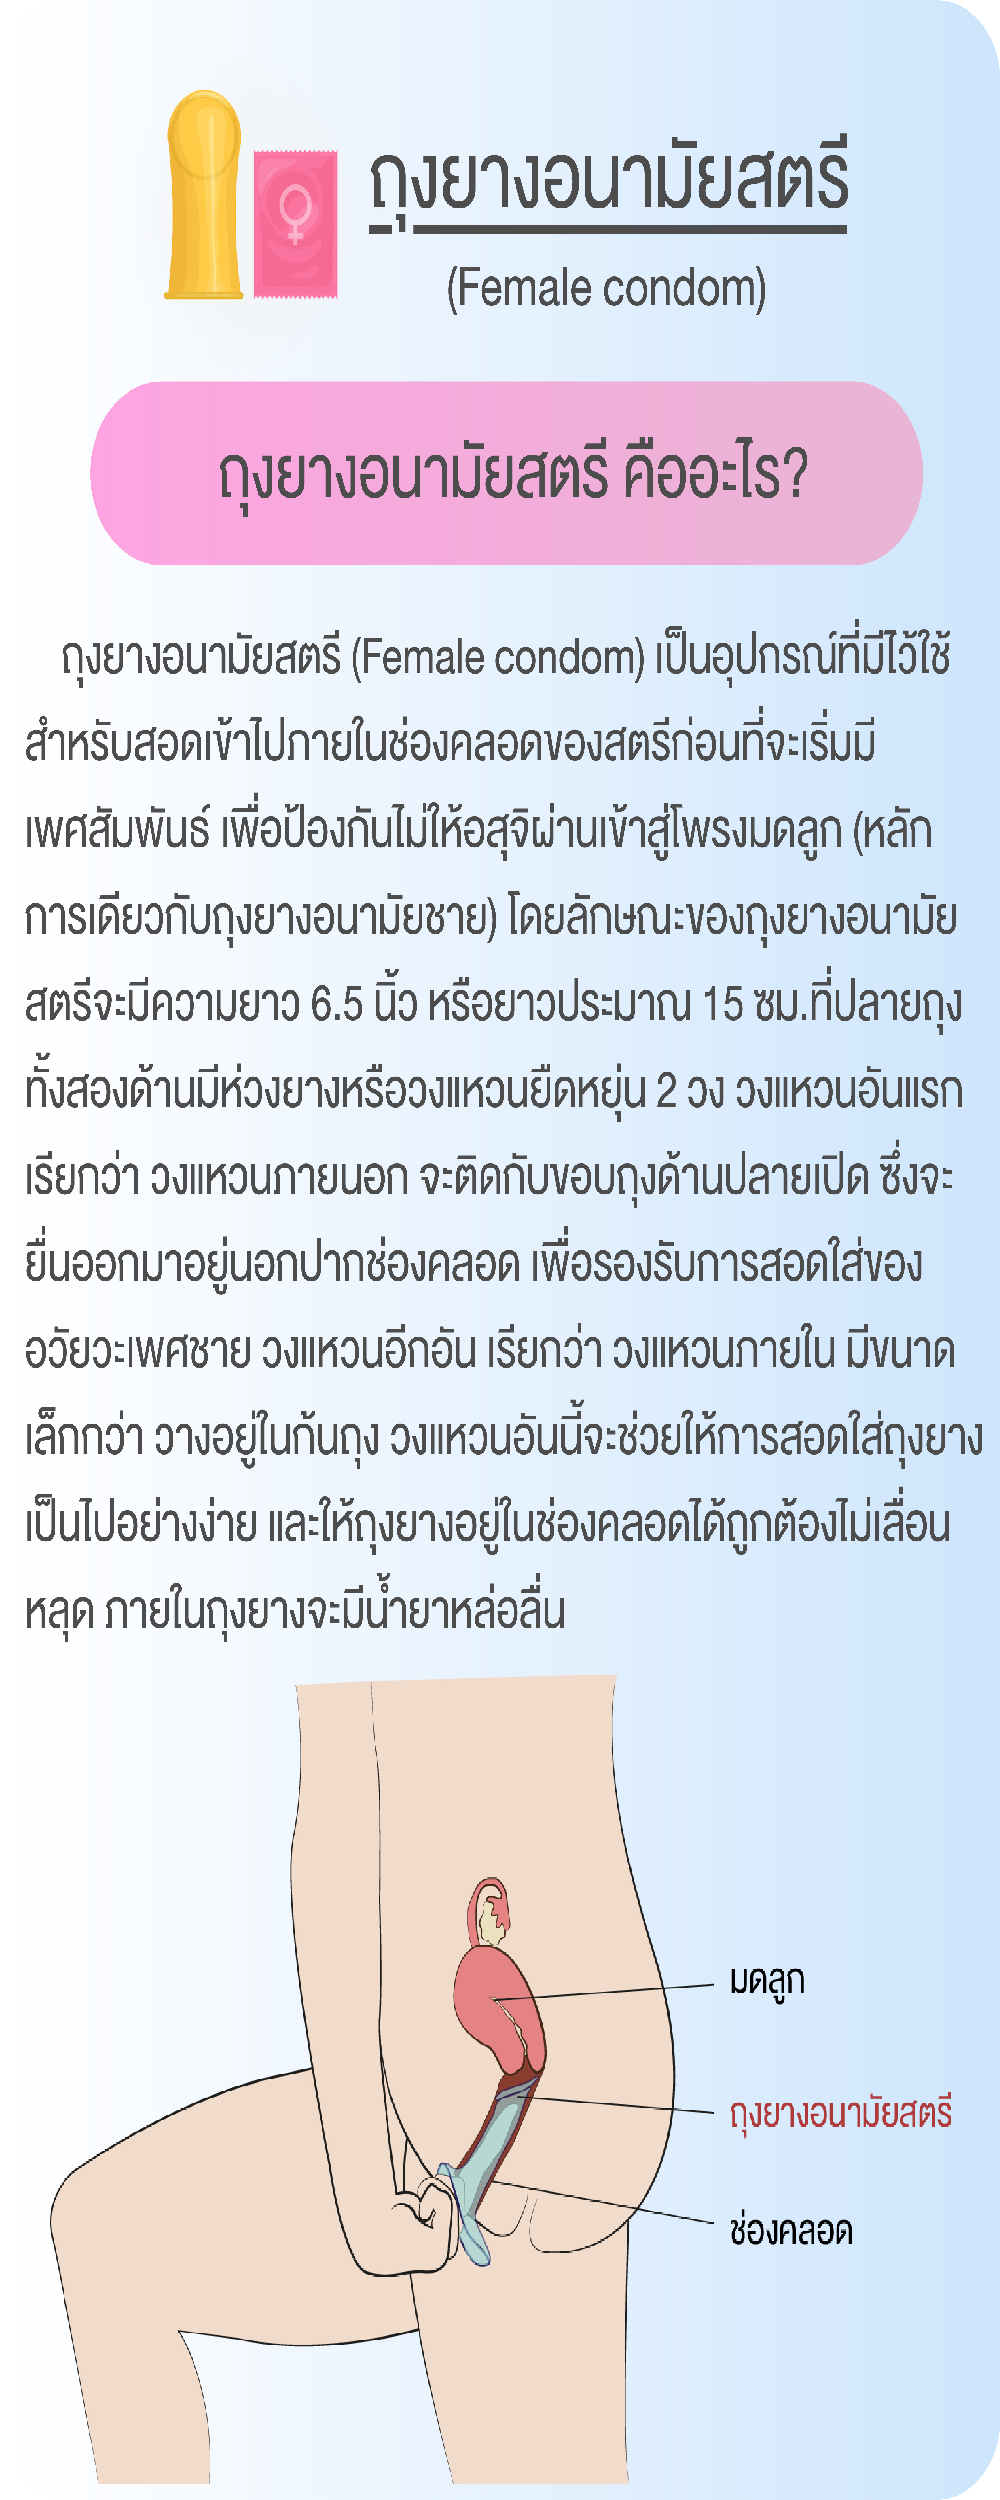 ถุงยางอนามัยสตรี
(Female condom)
ถุงยางอนามัยสตรี คืออะไร?
ถุงยางอนามัยสตรี (Female condom) เป็นอุปกรณ์ที่มีไว้ใช้
สำหรับสอดเข้าไปภายในช่องคลอดของสตรีก่อนที่จะเริ่มมี
เพศสัมพันธ์ เพื่อป้องกันไม่ให้อสุจิผ่านเข้าสู่โพรงมดลูก (หลัก
การเดียวกับถุงยางอนามัยชาย) โดยลักษณะของถุงยางอนามัย
สตรีจะมีความยาว 6.5 นิ้ว หรือยาวประมาณ 15 ซม.ที่ปลายถุง
ทั้งสองด้านมีห่วงยางหรือวงแหวนยืดหยุ่น 2 วง วงแหวนอันแรก
เรียกว่า วงแหวนภายนอก จะติดกับขอบถุงด้านปลายเปิด ซึ่งจะ
ยื่นออกมาอยู่นอกปากช่องคลอด เพื่อรองรับการสอดใส่ของ
อวัยวะเพศชาย วงแหวนอีกอัน เรียกว่า วงแหวนภายใน มีขนาด
เล็กกว่า วางอยู่ในก้นถุง วงแหวนอันนี้จะช่วยให้การสอดใส่ถุงยาง
เป็นไปอย่างง่าย และให้ถุงยางอยู่ในช่องคลอดได้ถูกต้องไม่เลื่อน
หลุด ภายในถุงยางจะมีน้ำยาหล่อลื่น
มดลูก
ถุงยางอนามัยสตรี
ช่องคลอด